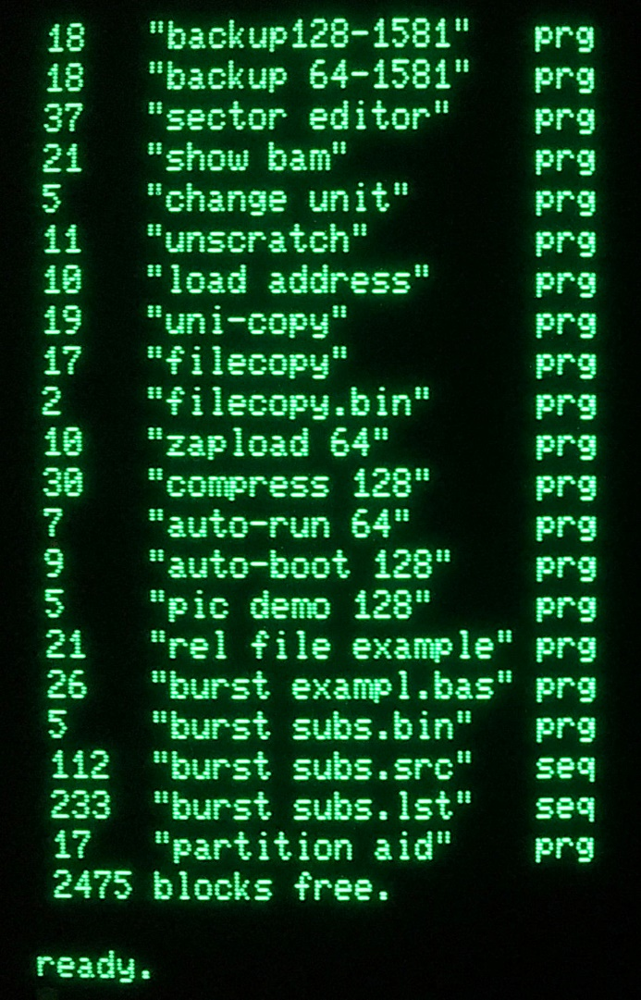 18 "backup128-1581" prg
18 "backup 64-1581" prg
37 "sector editor" prg
21 "show bam" prg
5 "change unit" prg
11 "unscratch" prg
10 "load address" prg
19 "uni-copy" prg
17 "filecopy" prg
2 "filecopy.bin" prg
10 "zapload 64" prg
30 "compress 128" prg
7 "auto-run 64" prg
9 "auto-boot 128" prg
5 "pic demo 128" prg
21 "rel file example" prg
26 "burst exampl.bas" prg
5 "burst subs.bin" prg
112 "burst subs.src" seq
233 "burst subs.lst" seq
17 "partition aid" prg
2475 blocks free.
ready.